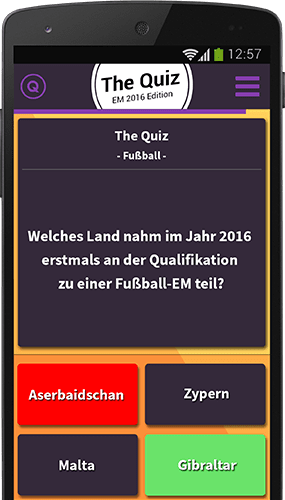 12:57
Q
The Quiz
EM 2016 Edition
The Quiz
- Fußball -
Welches Land nahm im Jahr 2016
erstmals an der Qualifikation
zu einer Fußball-EM teil?
Aserbaidschan
Zypern
Malta
Gibraltar